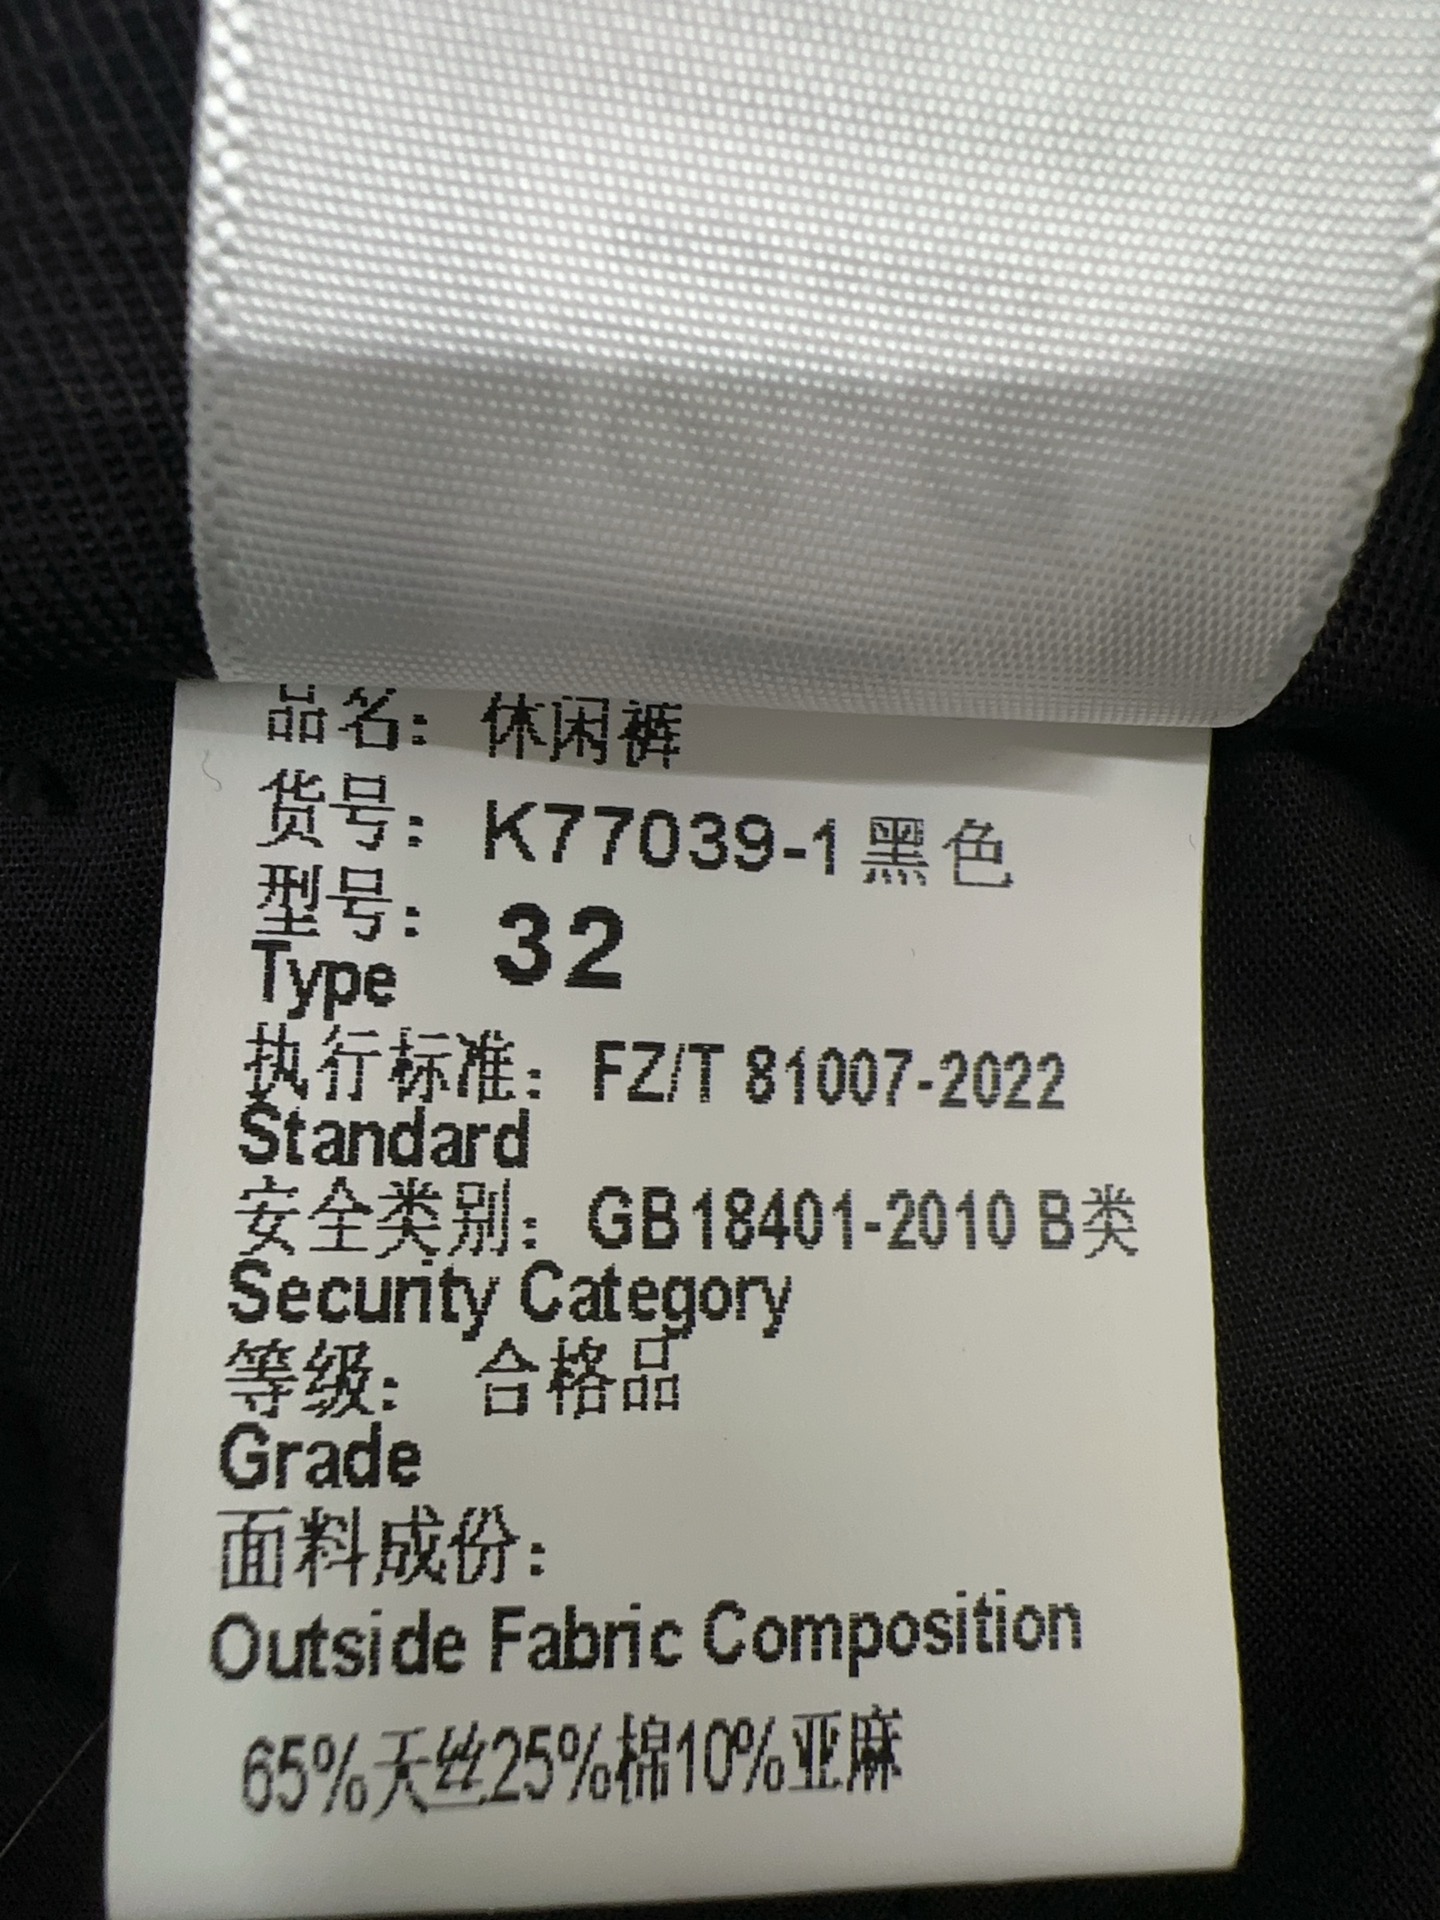 品名： 休闲裤
货号： K77039-1 黑色
型号： 32
Type
执行标准： FZ/T 81007-2022
Standard
安全类别： GB18401-2010 B类
Security Category
等级： 合格品
Grade
面料成份：
Outside Fabric Composition
65%天丝25%棉10%亚麻